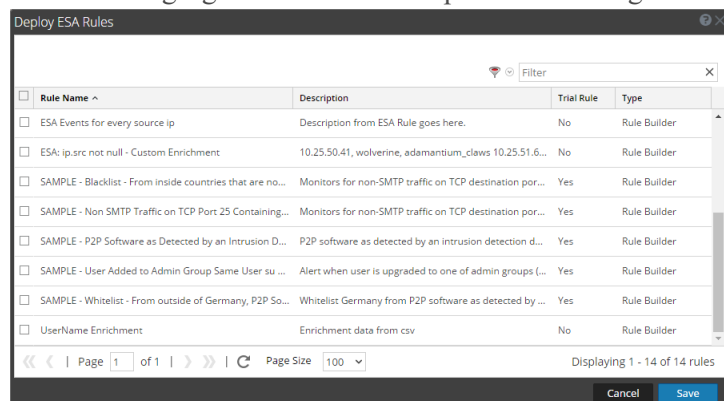 Deploy ESA Rules
Filter
Rule Name Description Trial Rule Type
ESA Events for every source ip Description from ESA Rule goes here. No Rule Builder
ESA: ip.src not null - Custom Enrichment 10.25.50.41, wolverine, adamantium_claws 10.25.51.6... No Rule Builder
SAMPLE - Blacklist - From inside countries that are no... Monitors for non-SMTP traffic on TCP destination por... Yes Rule Builder
SAMPLE - Non SMTP Traffic on TCP Port 25 Containing... Monitors for non-SMTP traffic on TCP destination por... Yes Rule Builder
SAMPLE - P2P Software as Detected by an Intrusion D... P2P software as detected by an intrusion detection d... Yes Rule Builder
SAMPLE - User Added to Admin Group Same User su ... Alert when user is upgraded to one of admin groups (... Yes Rule Builder
SAMPLE - Whitelist - From outside of Germany, P2P So... Whitelist Germany from P2P software as detected by ... Yes Rule Builder
UserName Enrichment Enrichment data from csv No Rule Builder
Page 1 of 1 Page Size 100 Displaying 1 - 14 of 14 rules
Cancel Save